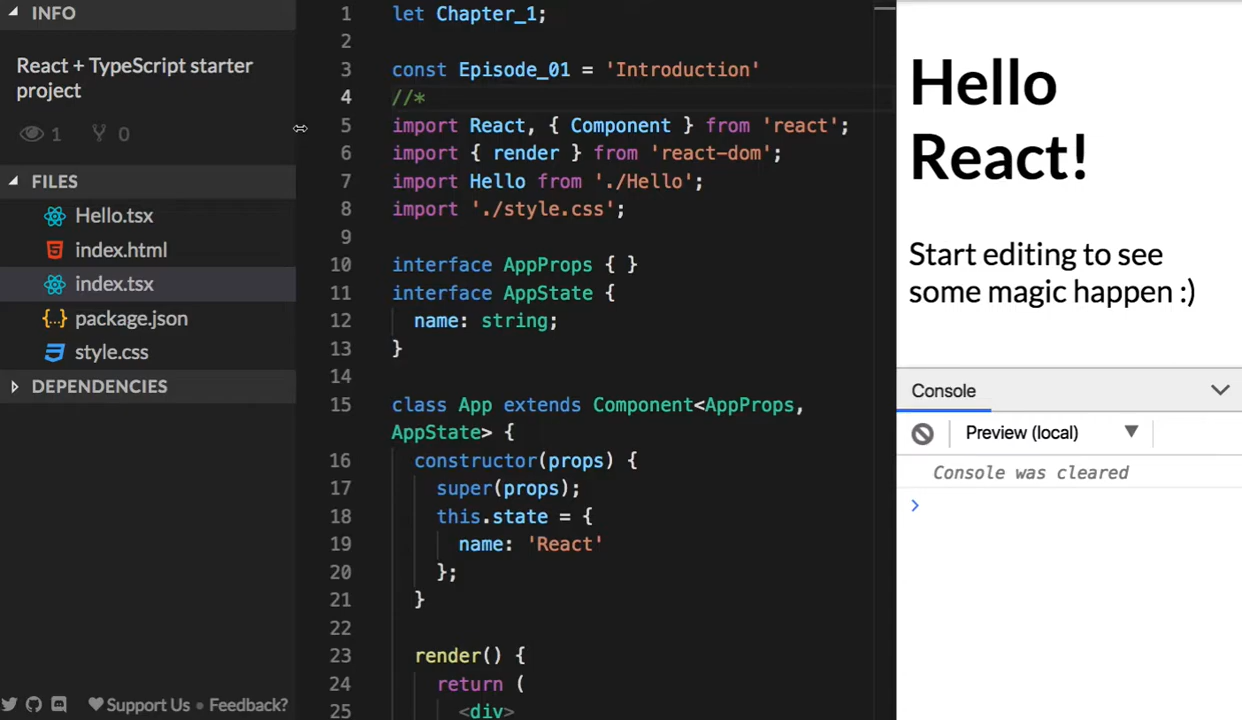 INFO
React + TypeScript starter
project
1 0
FILES
Hello.tsx
index.html
index.tsx
{..} package.json
style.css
DEPENDENCIES
Support Us • Feedback?
1 let Chapter_1;
2
3 const Episode_01 = 'Introduction'
4 //*
5 import React, { Component } from 'react';
6 import { render } from 'react-dom';
7 import Hello from './Hello';
8 import './style.css';
9
10 interface AppProps { }
11 interface AppState {
12 name: string;
13 }
14
15 class App extends Component<AppProps,
AppState> {
16 constructor(props) {
17 super(props);
18 this.state = {
19 name: 'React'
20 };
21 }
22
23 render() {
24 return (
25 <div>
Hello
React!
Start editing to see
some magic happen :)
Console
Preview (local)
Console was cleared